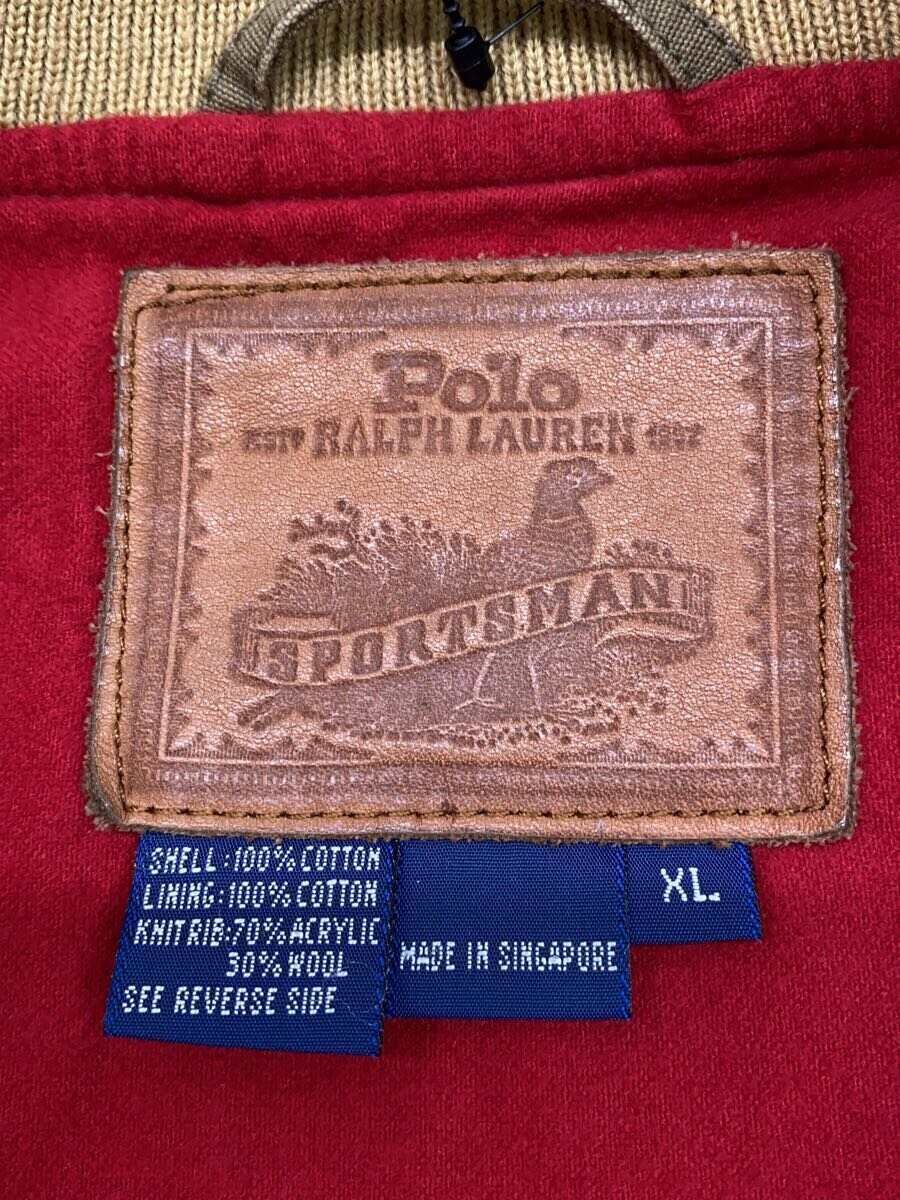 Polo
ESTD RALPH LAUREN 1967
SPORTSMAN
SHELL:100% COTTON
LINING:100% COTTON
KNIT RIB:70% ACRYLIC
30% WOOL
SEE REVERSE SIDE
MADE IN SINGAPORE
XL